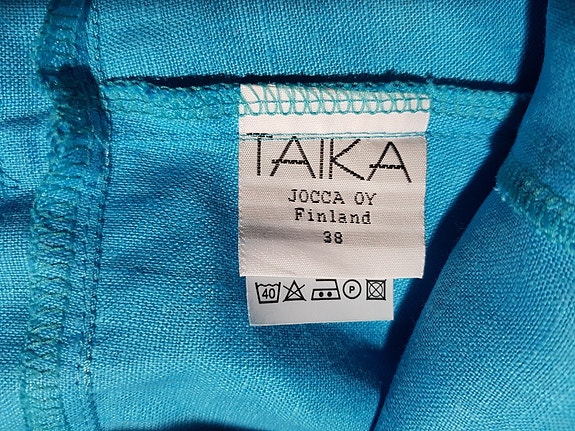 TAIKA
JOCCA OY
Finland
38
40 P